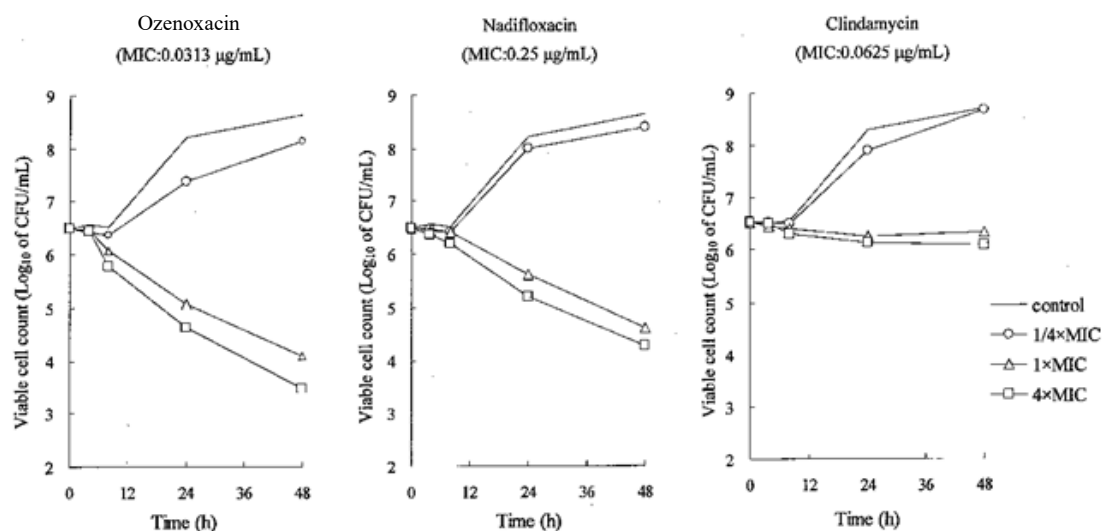 Ozenoxacin
(MIC:0.0313 μg/mL)
Viable cell count (Log10 of CFU/mL)
9
8
7
6
5
4
3
2
0 12 24 36 48
Time (h)
Nadifloxacin
(MIC:0.25 μg/mL)
Viable cell count (Log10 of CFU/mL)
9
8
7
6
5
4
3
2
0 12 24 36 48
Time (h)
Clindamycin
(MIC:0.0625 μg/mL)
Viable cell count (Log10 of CFU/mL)
9
8
7
6
5
4
3
2
0 12 24 36 48
Time (h)
control
1/4×MIC
1×MIC
4×MIC